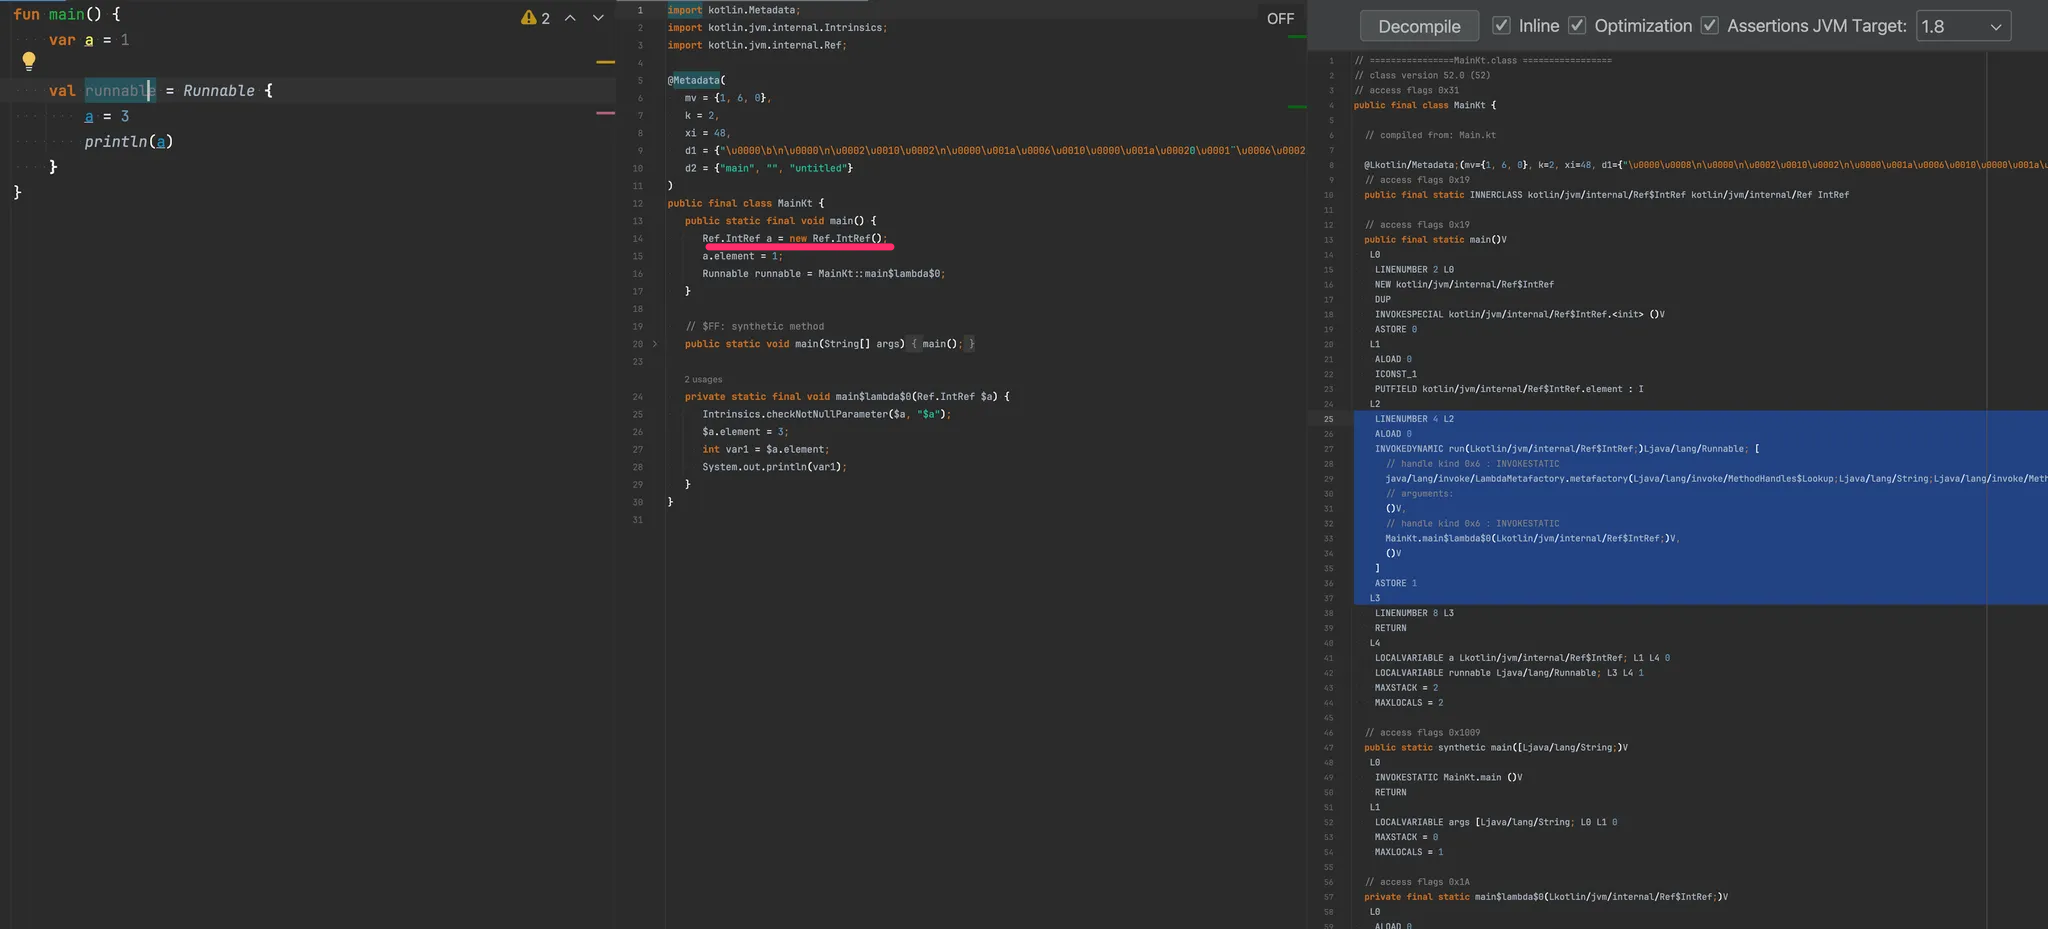 fun main() {
var a = 1
val runnable = Runnable {
a = 3
println(a)
}
}
2
1 import kotlin.Metadata;
2 import kotlin.jvm.internal.Intrinsics;
3 import kotlin.jvm.internal.Ref;
4
5 @Metadata(
6 mv = {1, 6, 0},
7 k = 2,
8 xi = 48,
9 d1 = {"\u0000\b\n\u0000\n\u0002\u0010\u0002\n\u0000\u001a\u0006\u0010\u0000\u001a\u00020\u0001¨\u0006\u0002
10 d2 = {"main", "", "untitled"}
11 )
12 public final class MainKt {
13 public static final void main() {
14 Ref.IntRef a = new Ref.IntRef();
15 a.element = 1;
16 Runnable runnable = MainKt::main$lambda$0;
17 }
18
19 // $FF: synthetic method
20 public static void main(String[] args) { main(); }
23
2 usages
24 private static final void main$lambda$0(Ref.IntRef $a) {
25 Intrinsics.checkNotNullParameter($a, "$a");
26 $a.element = 3;
27 int var1 = $a.element;
28 System.out.println(var1);
29 }
30 }
31
OFF
Decompile Inline Optimization Assertions JVM Target: 1.8
1 // ================MainKt.class =================
2 // class version 52.0 (52)
3 // access flags 0x31
4 public final class MainKt {
5
6 // compiled from: Main.kt
7
8 @Lkotlin/Metadata;(mv={1, 6, 0}, k=2, xi=48, d1={"\u0000\u0008\n\u0000\n\u0002\u0010\u0002\n\u0000\u001a\u0006\u0010\u0000\u001a\u
9 // access flags 0x19
10 public final static INNERCLASS kotlin/jvm/internal/Ref$IntRef kotlin/jvm/internal/Ref IntRef
11
12 // access flags 0x19
13 public final static main()V
14 L0
15 LINENUMBER 2 L0
16 NEW kotlin/jvm/internal/Ref$IntRef
17 DUP
18 INVOKESPECIAL kotlin/jvm/internal/Ref$IntRef.<init> ()V
19 ASTORE 0
20 L1
21 ALOAD 0
22 ICONST_1
23 PUTFIELD kotlin/jvm/internal/Ref$IntRef.element : I
24 L2
25 LINENUMBER 4 L2
26 ALOAD 0
27 INVOKEDYNAMIC run(Lkotlin/jvm/internal/Ref$IntRef;)Ljava/lang/Runnable; [
28 // handle kind 0x6 : INVOKESTATIC
29 java/lang/invoke/LambdaMetafactory.metafactory(Ljava/lang/invoke/MethodHandles$Lookup;Ljava/lang/String;Ljava/lang/invoke/Meth
30 // arguments:
31 ()V,
32 // handle kind 0x6 : INVOKESTATIC
33 MainKt.main$lambda$0(Lkotlin/jvm/internal/Ref$IntRef;)V,
34 ()V
35 ]
36 ASTORE 1
37 L3
38 LINENUMBER 8 L3
39 RETURN
40 L4
41 LOCALVARIABLE a Lkotlin/jvm/internal/Ref$IntRef; L1 L4 0
42 LOCALVARIABLE runnable Ljava/lang/Runnable; L3 L4 1
43 MAXSTACK = 2
44 MAXLOCALS = 2
45
46 // access flags 0x1009
47 public static synthetic main([Ljava/lang/String;)V
48 L0
49 INVOKESTATIC MainKt.main ()V
50 RETURN
51 L1
52 LOCALVARIABLE args [Ljava/lang/String; L0 L1 0
53 MAXSTACK = 0
54 MAXLOCALS = 1
55
56 // access flags 0x1A
57 private final static main$lambda$0(Lkotlin/jvm/internal/Ref$IntRef;)V
58 L0
59 ALOAD 0